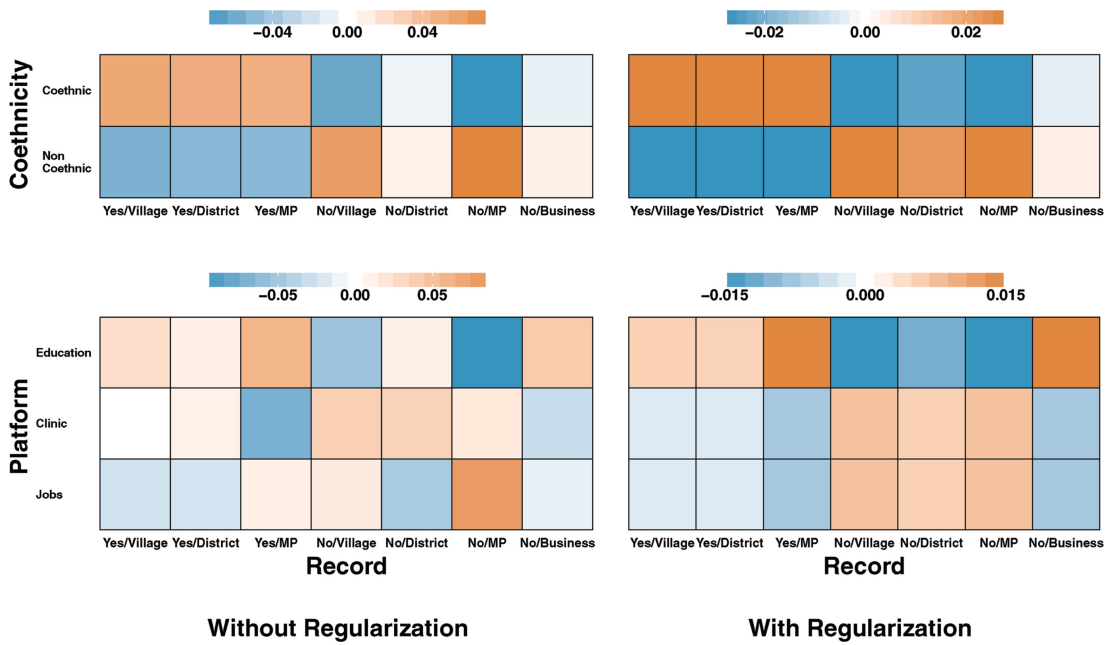 −0.04 0.00 0.04
−0.02 0.00 0.02
Coethnicity
Coethnic
Non
Coethnic
Yes/Village Yes/District Yes/MP No/Village No/District No/MP No/Business
Yes/Village Yes/District Yes/MP No/Village No/District No/MP No/Business
−0.05 0.00 0.05
−0.015 0.000 0.015
Platform
Education
Clinic
Jobs
Yes/Village Yes/District Yes/MP No/Village No/District No/MP No/Business
Yes/Village Yes/District Yes/MP No/Village No/District No/MP No/Business
Record
Record
Without Regularization
With Regularization